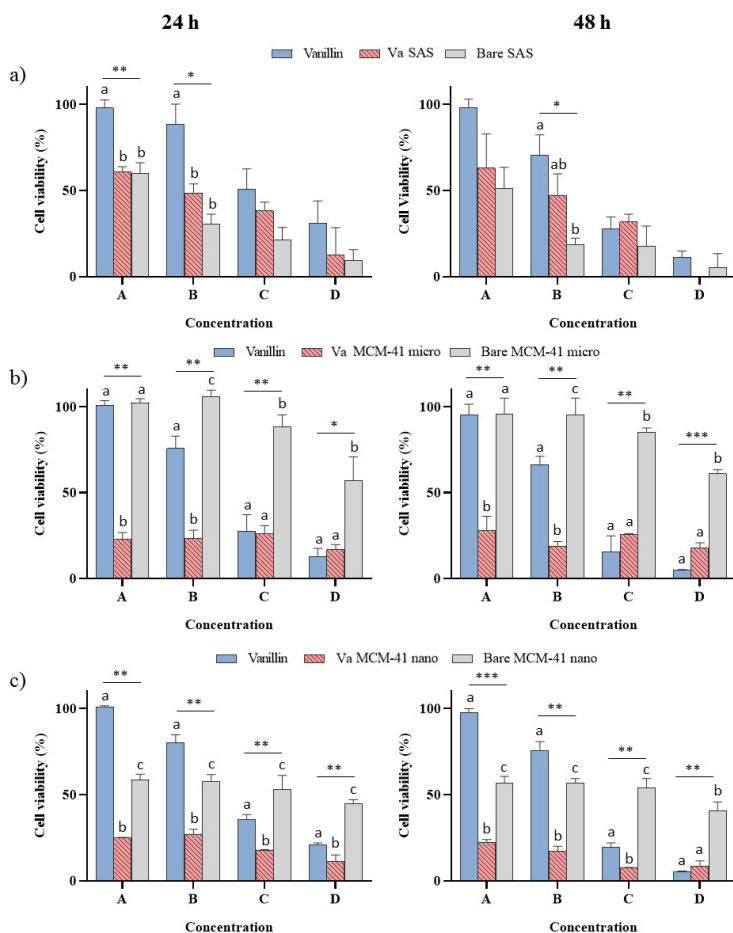 24 h 48 h
Vanillin Va SAS Bare SAS
a)
** * *
a a a
b b b b ab b
100 100
50 50
0 0
Cell viability (%) Cell Viability (%)
A B C D A B C D
Concentration Concentration
Vanillin Va MCM-41 micro Bare MCM-41 micro
b)
** ** ** * ** ** ** ***
a a a c a b a a a a c b
b b a a b b b a a a a b
100 100
50 50
0 0
Cell viability (%) Cell viability (%)
A B C D A B C D
Concentration Concentration
Vanillin Va MCM-41 nano Bare MCM-41 nano
c)
** ** ** ** *** ** ** **
a c a c a c a c a c a c a c b
b b b b b b b a a
100 100
50 50
0 0
Cell viability (%) Cell viability (%)
A B C D A B C D
Concentration Concentration